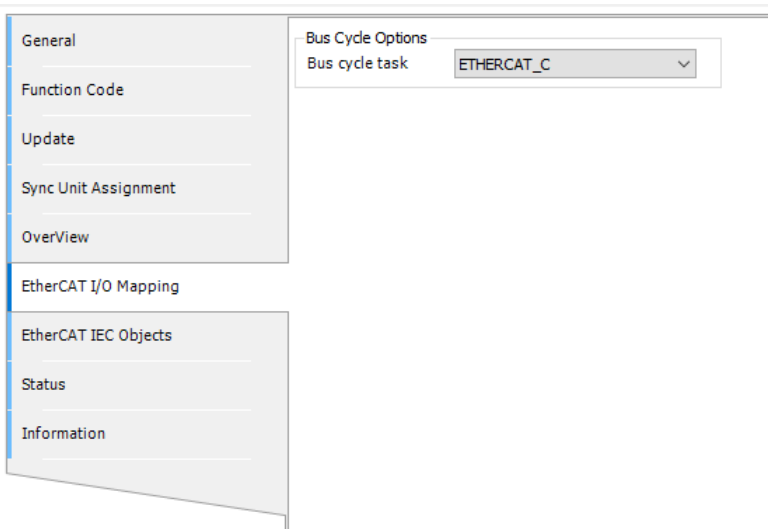 General
Function Code
Update
Sync Unit Assignment
OverView
EtherCAT I/O Mapping
EtherCAT IEC Objects
Status
Information
Bus Cycle Options
Bus cycle task ETHERCAT_C